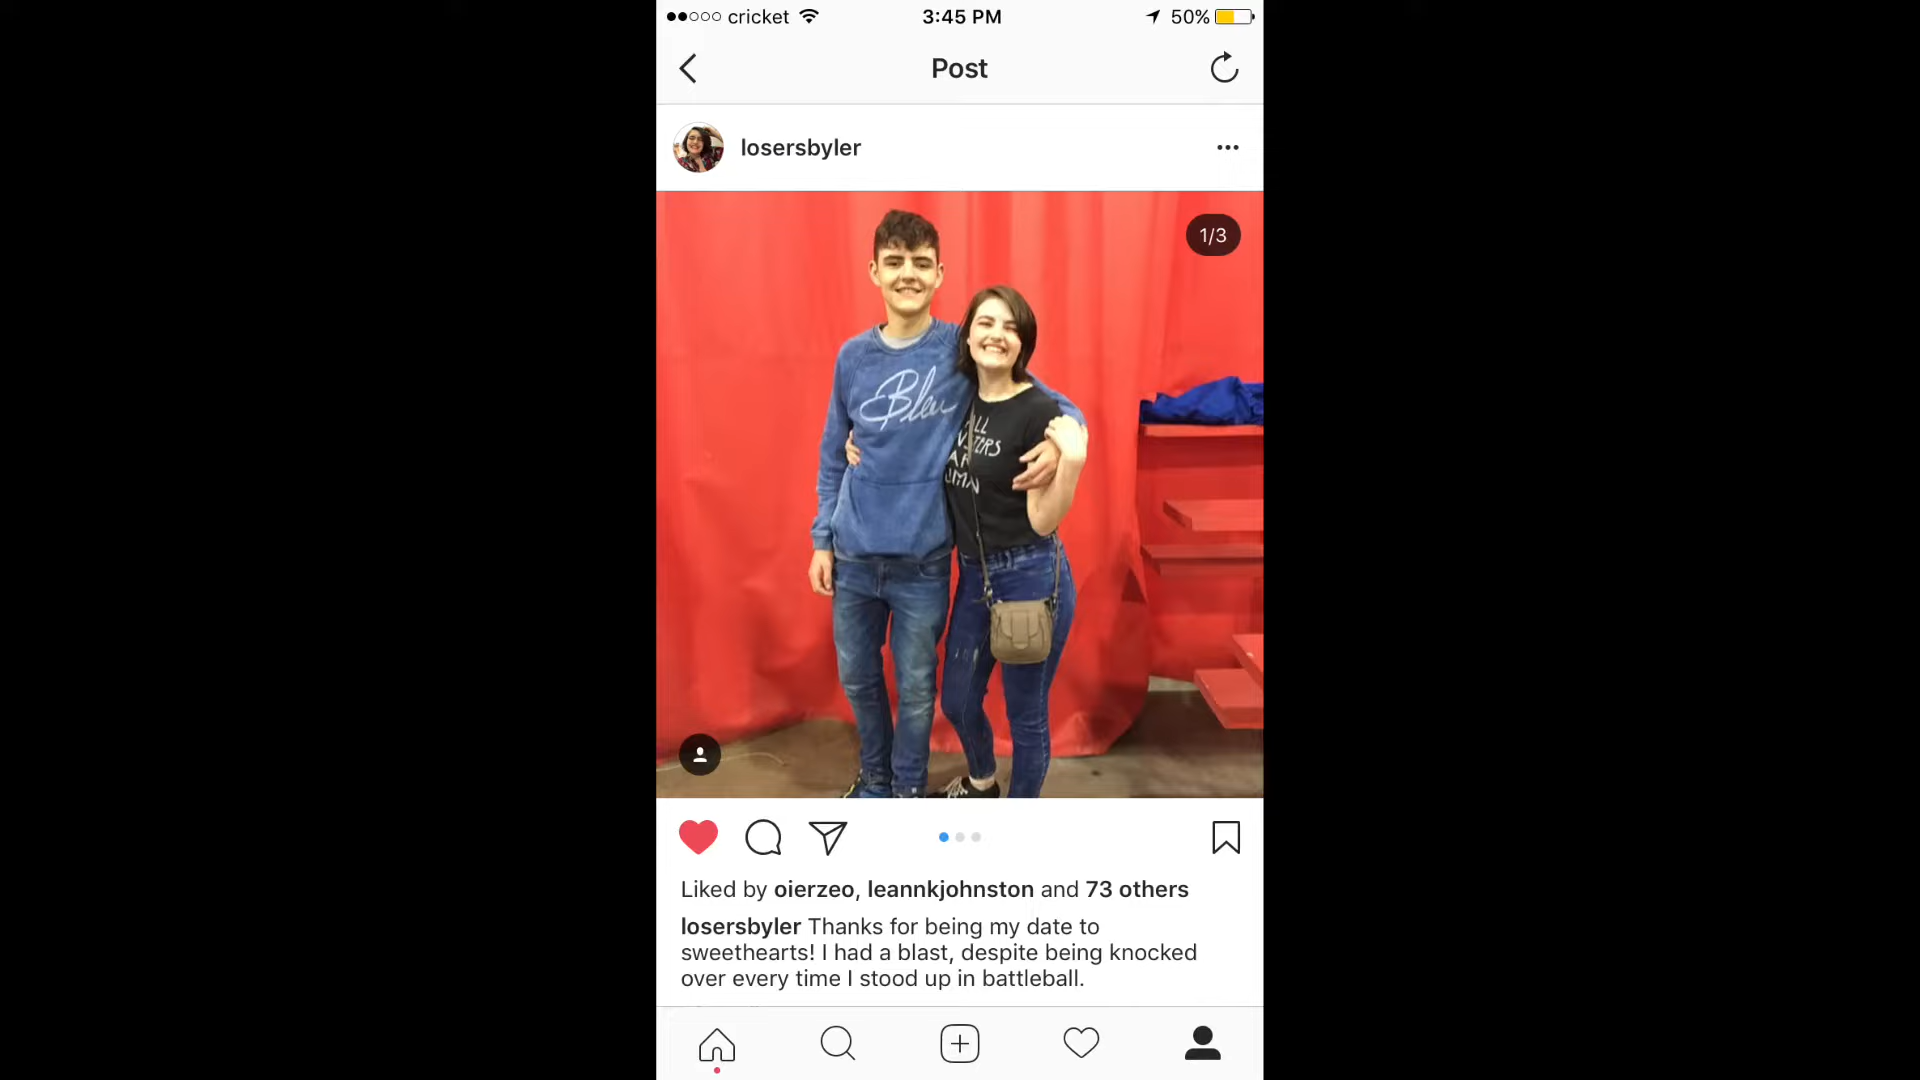 cricket 3:45 PM 50%
Post
losersbyler
1/3
Bleu
Liked by oierzeo, leannkjohnston and 73 others
losersbyler Thanks for being my date to
sweethearts! I had a blast, despite being knocked
over every time I stood up in battleball.